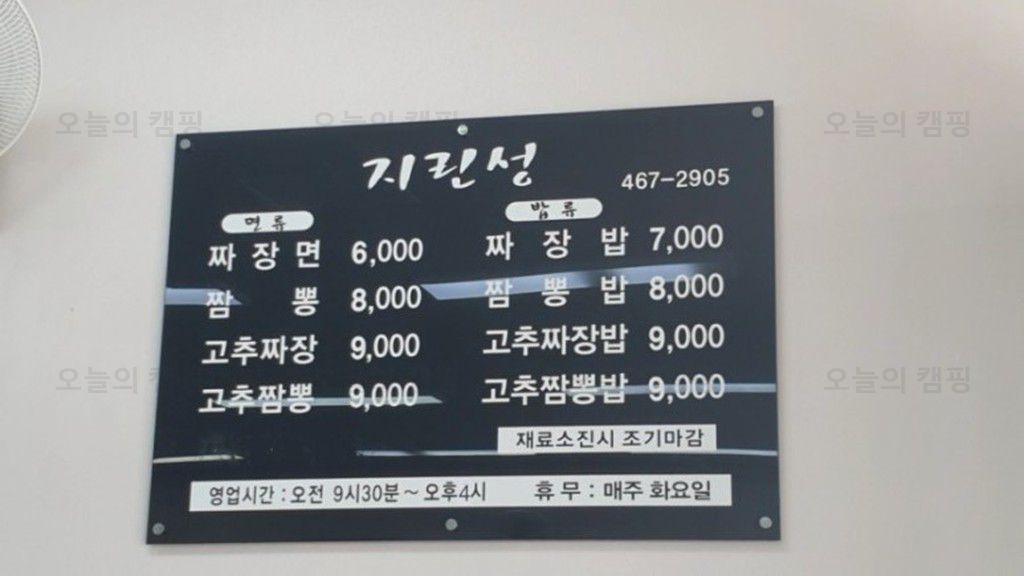 오늘의 캠핑
오늘의 캠핑
오늘의 캠핑
지린성
467-2905
면류
짜장면 6,000
짬뽕 8,000
고추짜장 9,000
고추짬뽕 9,000
밥류
짜장밥 7,000
짬뽕밥 8,000
고추짜장밥 9,000
고추짬뽕밥 9,000
재료소진시 조기마감
영업시간 : 오전 9시30분~오후4시 휴무 : 매주 화요일
오늘의 캠핑
오늘의 캠핑